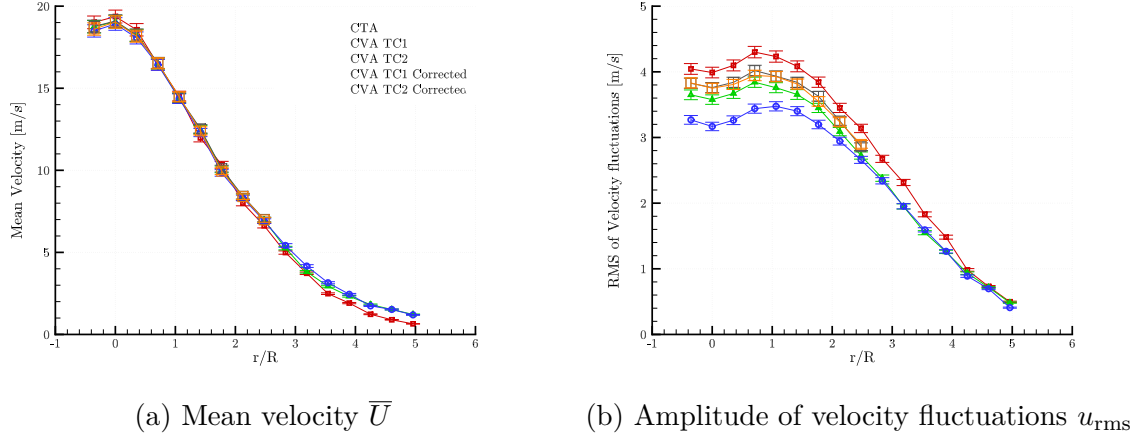 20
15
10
5
0
Mean Velocity [m/s]
-1 0 1 2 3 4 5 6
r/R
CTA
CVA TC1
CVA TC2
CVA TC1 Corrected
CVA TC2 Corrected
5
4
3
2
1
0
RMS of Velocity fluctuations [m/s]
-1 0 1 2 3 4 5 6
r/R
(a) Mean velocity U̅
(b) Amplitude of velocity fluctuations u_rms